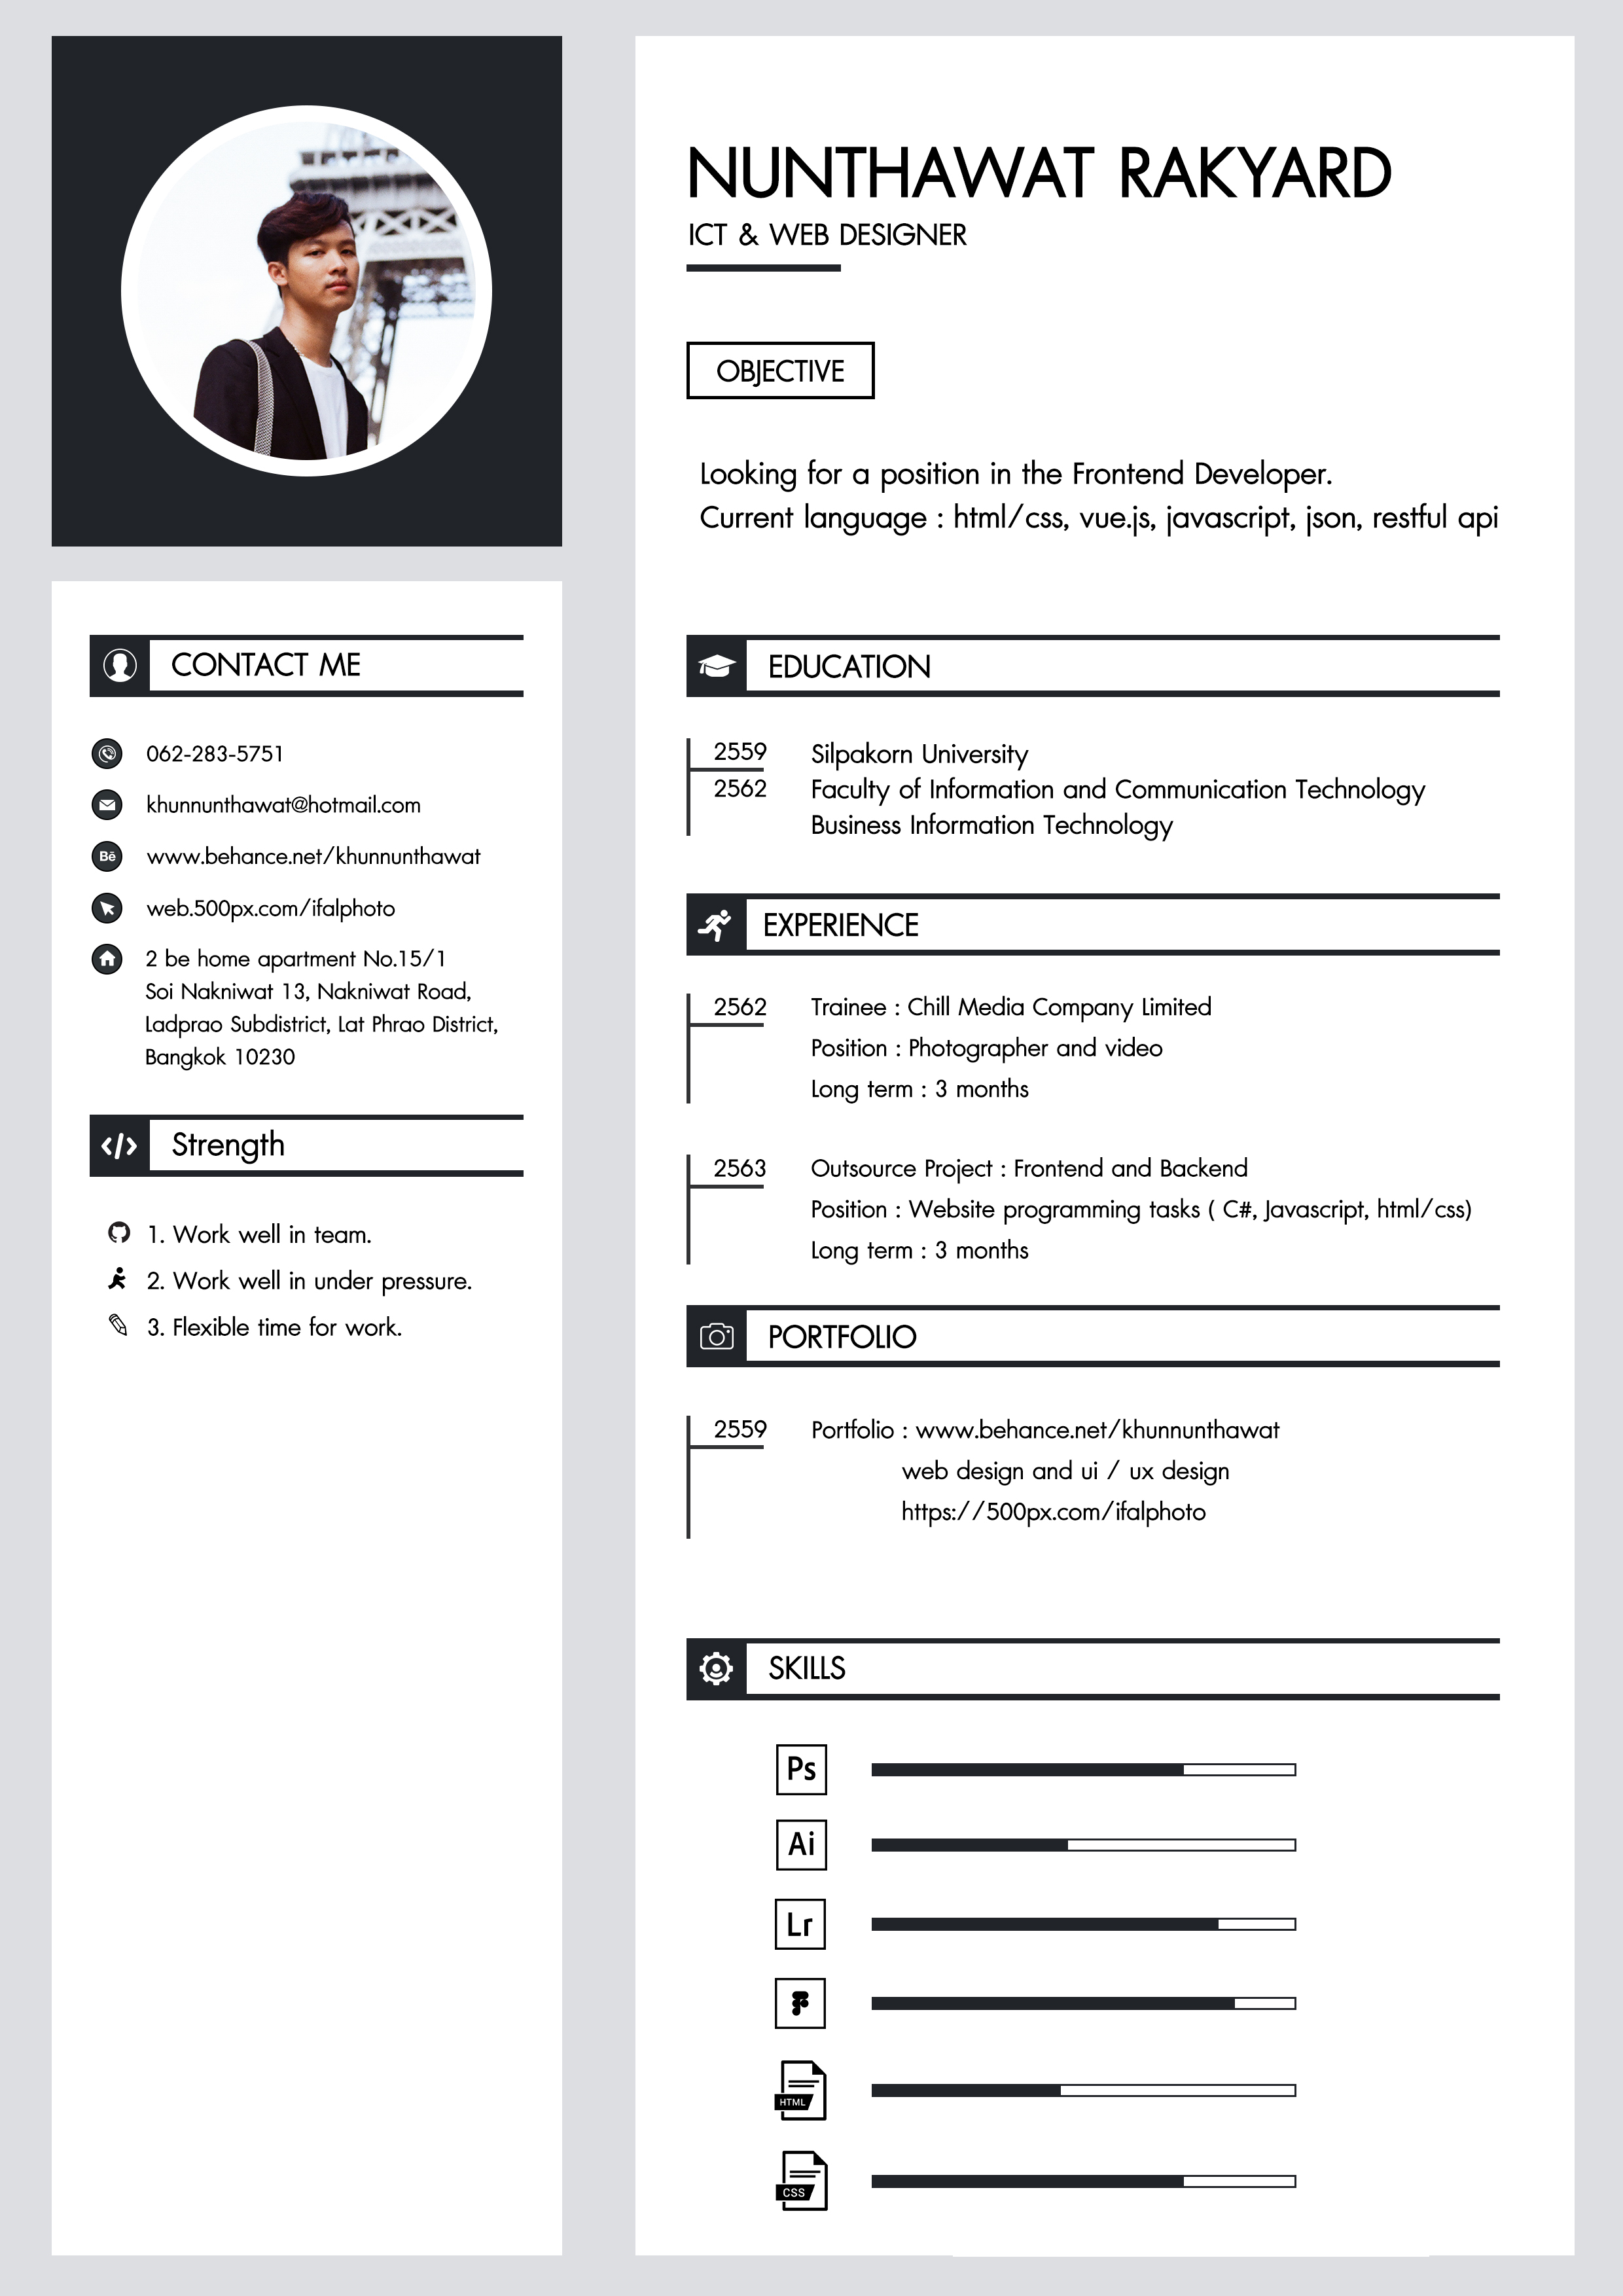 NUNTHAWAT RAKYARD
ICT & WEB DESIGNER
OBJECTIVE
Looking for a position in the Frontend Developer.
Current language : html/css, vue.js, javascript, json, restful api
CONTACT ME
062-283-5751
khunnunthawat@hotmail.com
Bē
www.behance.net/khunnunthawat
web.500px.com/ifalphoto
2 be home apartment No.15/1
Soi Nakniwat 13, Nakniwat Road,
Ladprao Subdistrict, Lat Phrao District,
Bangkok 10230
Strength
1. Work well in team.
2. Work well in under pressure.
3. Flexible time for work.
EDUCATION
2559 Silpakorn University
2562 Faculty of Information and Communication Technology
Business Information Technology
EXPERIENCE
2562 Trainee : Chill Media Company Limited
Position : Photographer and video
Long term : 3 months
2563 Outsource Project : Frontend and Backend
Position : Website programming tasks ( C#, Javascript, html/css)
Long term : 3 months
PORTFOLIO
2559 Portfolio : www.behance.net/khunnunthawat
web design and ui / ux design
https://500px.com/ifalphoto
SKILLS
Ps
Ai
Lr
HTML
CSS